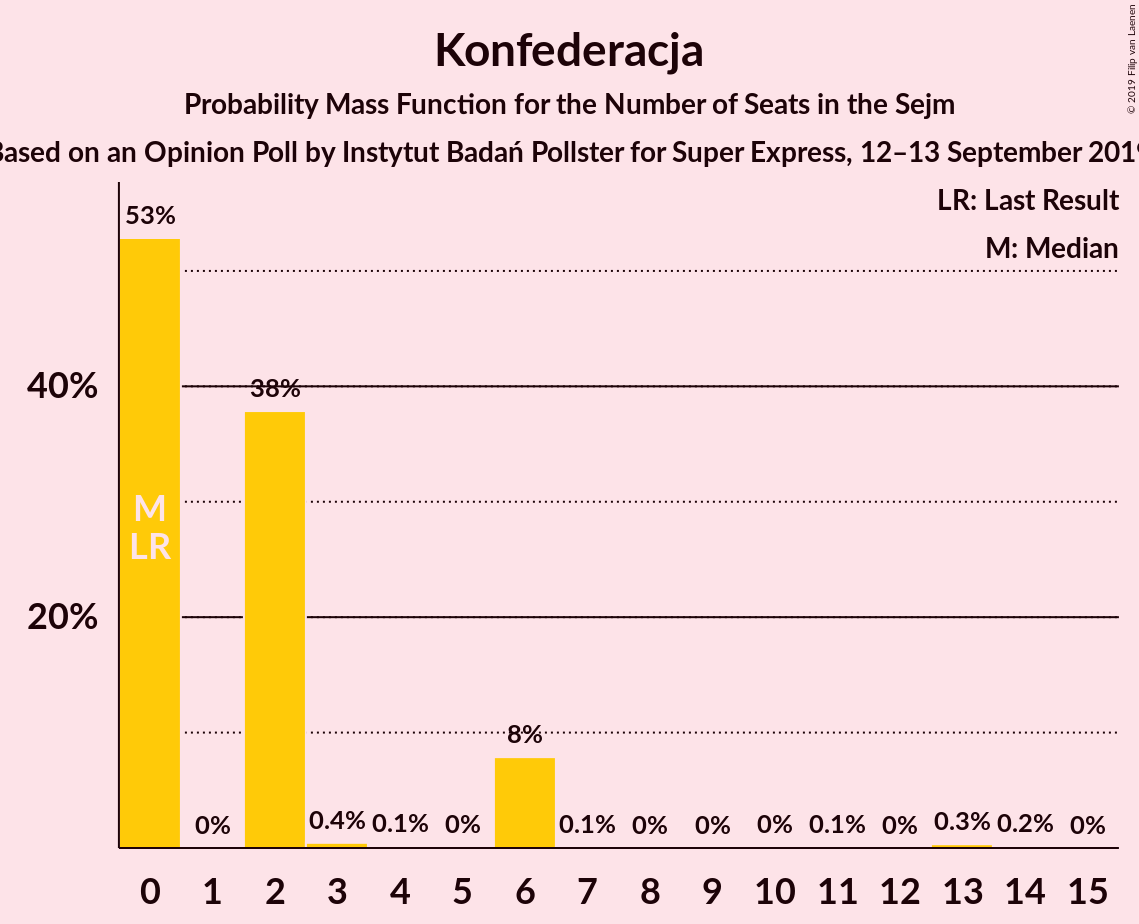 © 2019 Filip van Laenen
Konfederacja
Probability Mass Function for the Number of Seats in the Sejm
Based on an Opinion Poll by Instytut Badań Pollster for Super Express, 12–13 September 2019
LR: Last Result
M: Median
53%
40%
38%
M
LR
20%
8%
0%
0.4%
0.1%
0%
0.1%
0%
0%
0%
0.1%
0%
0.3%
0.2%
0%
0 1 2 3 4 5 6 7 8 9 10 11 12 13 14 15